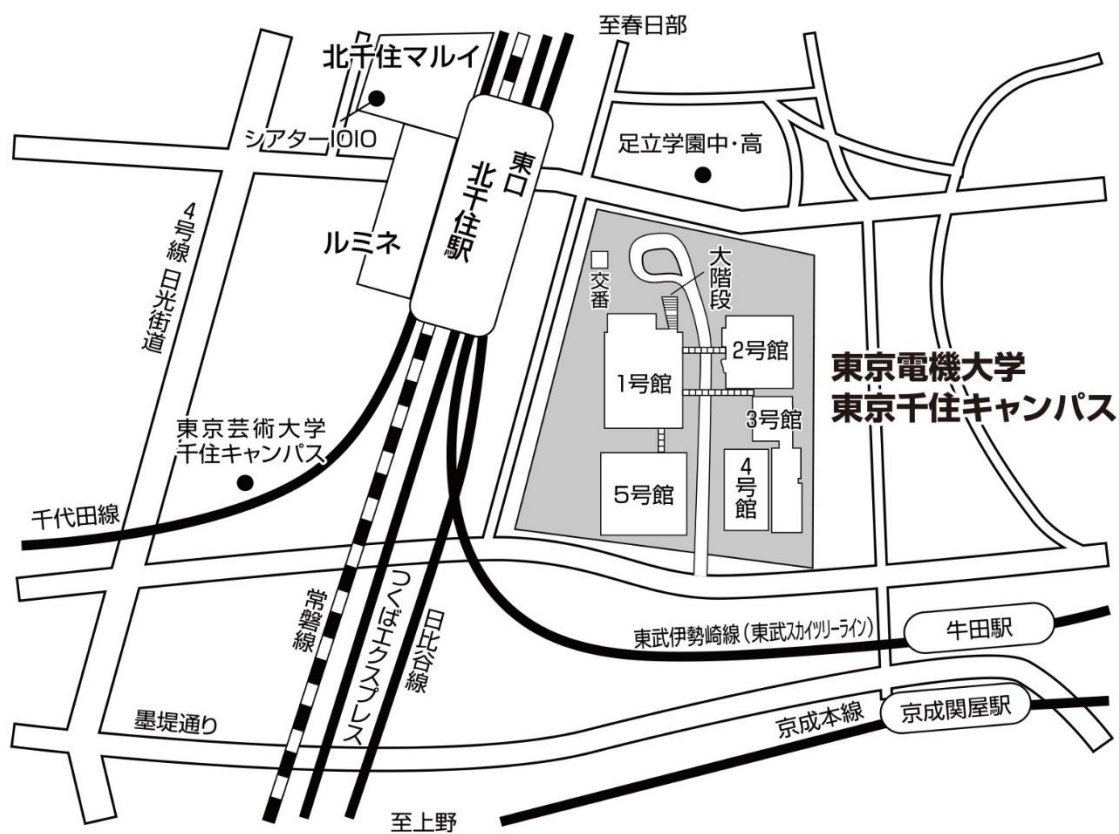 至春日部
北千住マルイ
シアター1010
東口
北千住駅
足立学園中・高
ルミネ
4号線 日光街道
交番
大階段
2号館
1号館
東京電機大学
東京千住キャンパス
3号館
東京芸術大学
千住キャンパス
4号館
5号館
千代田線
常磐線
つくばエクスプレス
日比谷線
東武伊勢崎線(東武スカイツリーライン)
牛田駅
墨堤通り
京成本線
京成関屋駅
至上野